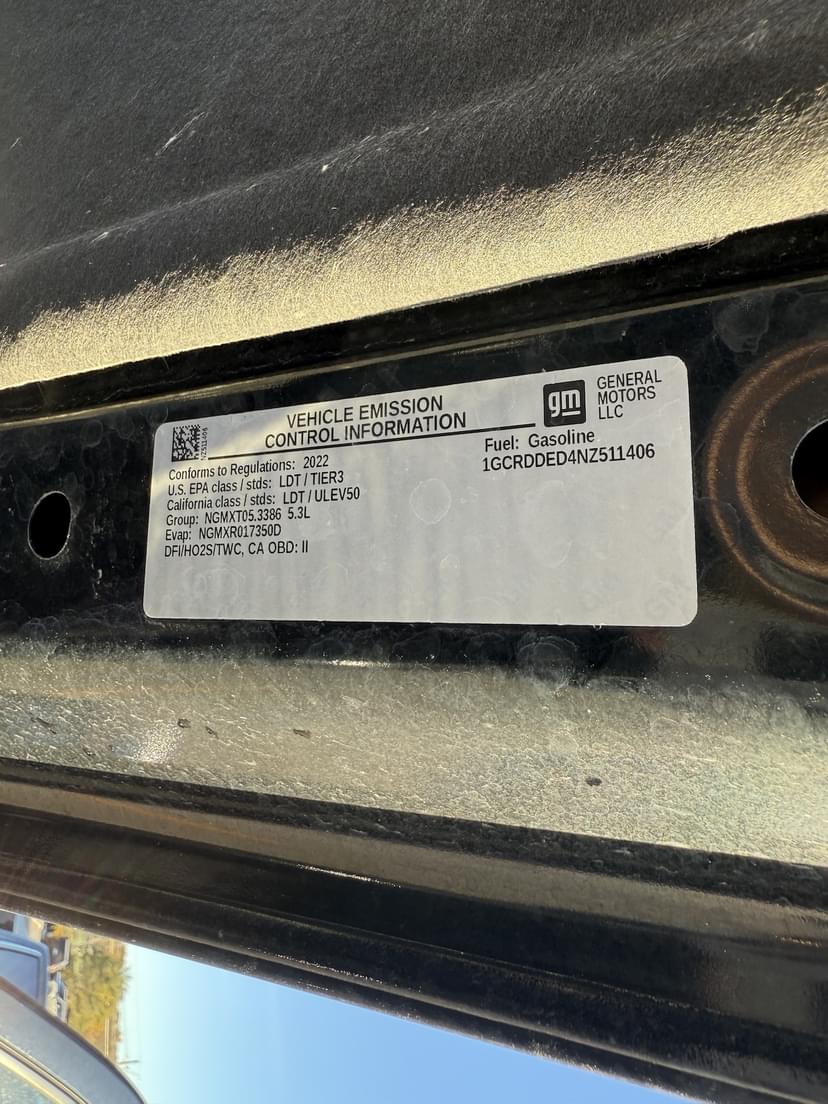 VEHICLE EMISSION
CONTROL INFORMATION
gm
GENERAL
MOTORS
LLC
NZ511406
Conforms to Regulations: 2022
U.S. EPA class / stds: LDT / TIER3
California class / stds: LDT / ULEV50
Group: NGMXT05.3386 5.3L
Evap: NGMXR017350D
DFI/HO2S/TWC, CA OBD: II
Fuel: Gasoline
1GCRDDED4NZ511406